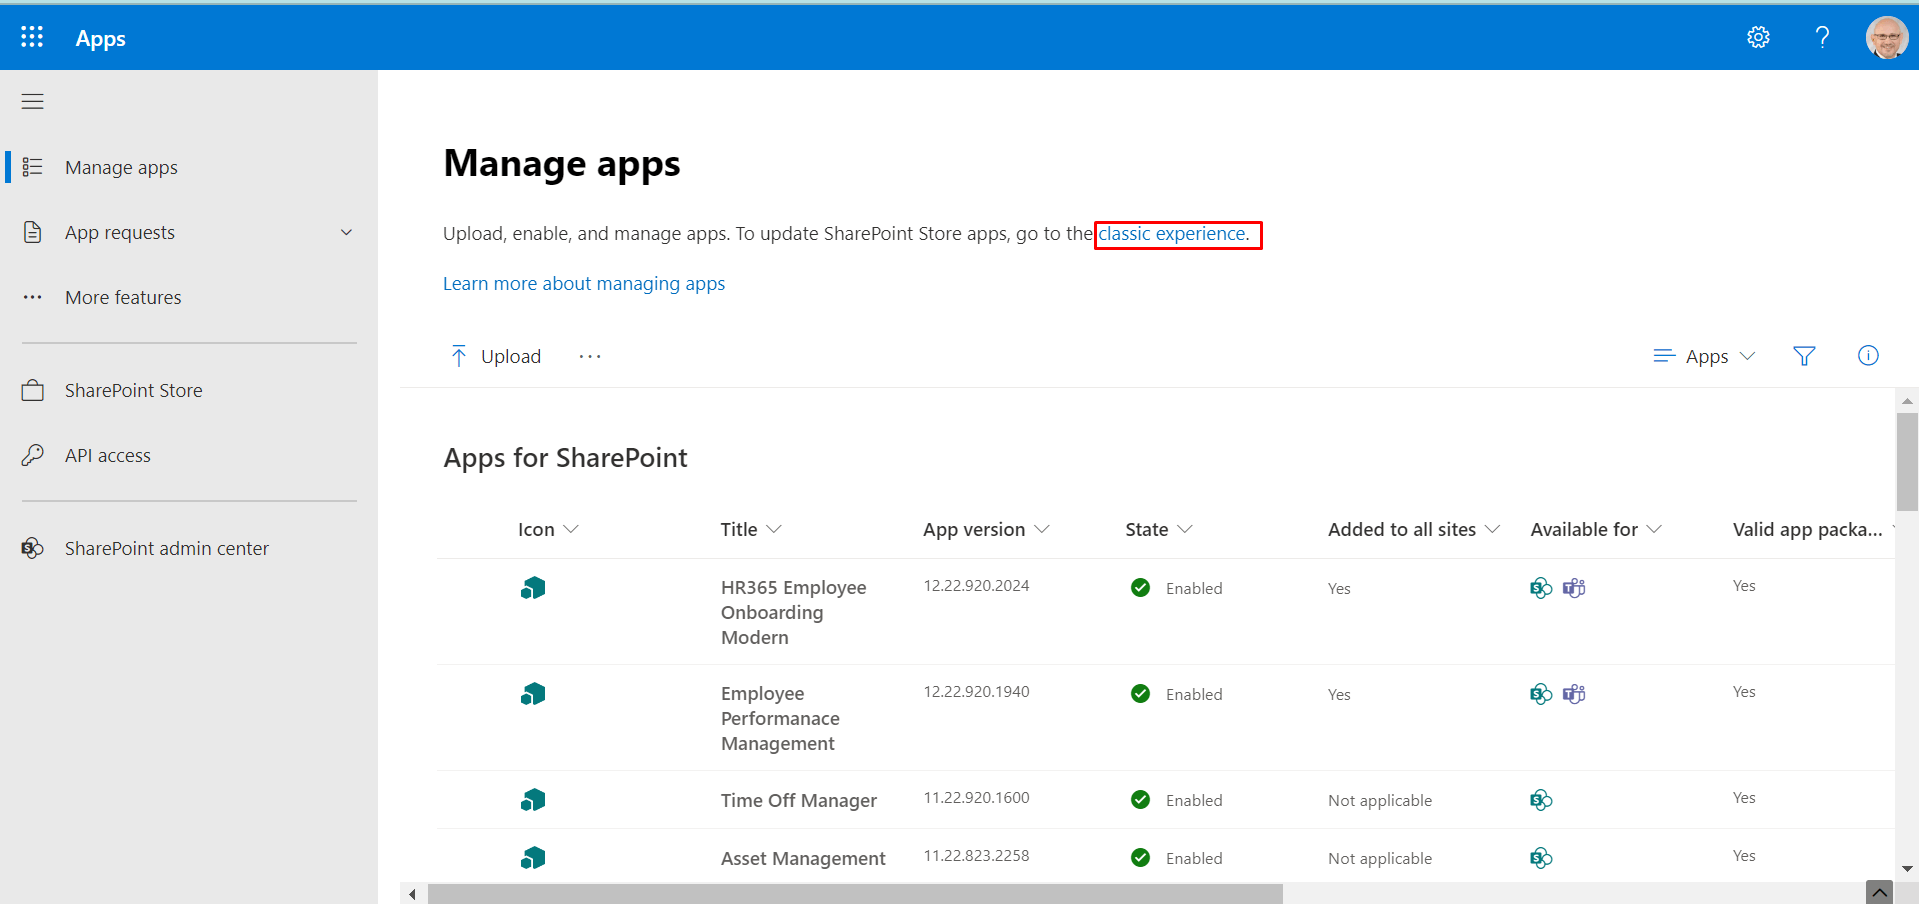 Apps
Manage apps
App requests
More features
SharePoint Store
API access
SharePoint admin center
Manage apps
Upload, enable, and manage apps. To update SharePoint Store apps, go to the classic experience.
Learn more about managing apps
Upload
Apps
Apps for SharePoint
Icon Title App version State Added to all sites Available for Valid app packa...
HR365 Employee 12.22.920.2024 Enabled Yes Yes
Onboarding
Modern
Employee 12.22.920.1940 Enabled Yes Yes
Performanace
Management
Time Off Manager 11.22.920.1600 Enabled Not applicable Yes
Asset Management 11.22.823.2258 Enabled Not applicable Yes